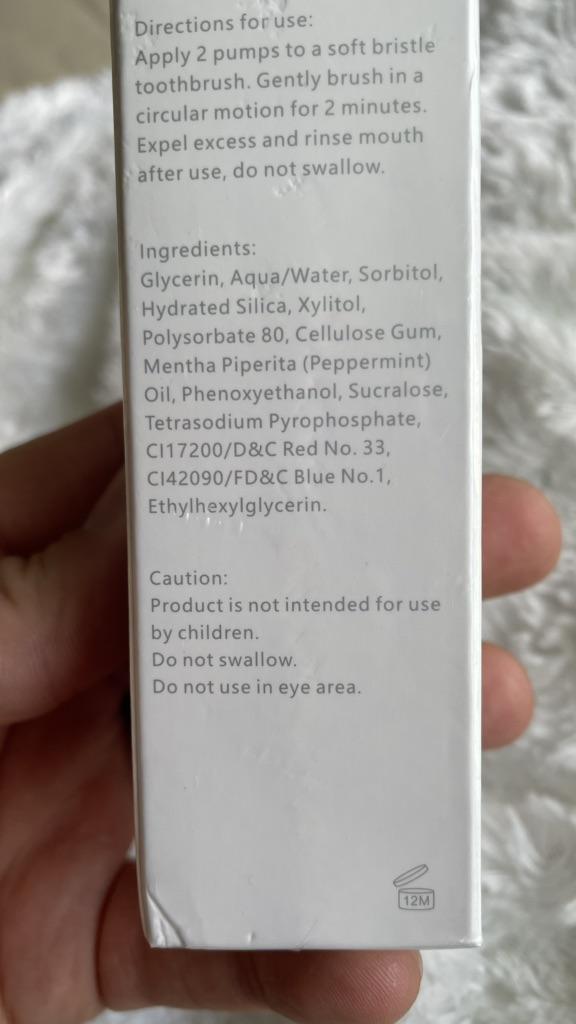 Directions for use:
Apply 2 pumps to a soft bristle
toothbrush. Gently brush in a
circular motion for 2 minutes.
Expel excess and rinse mouth
after use, do not swallow.
Ingredients:
Glycerin, Aqua/Water, Sorbitol,
Hydrated Silica, Xylitol,
Polysorbate 80, Cellulose Gum,
Mentha Piperita (Peppermint)
Oil, Phenoxyethanol, Sucralose,
Tetrasodium Pyrophosphate,
CI17200/D&C Red No. 33,
CI42090/FD&C Blue No.1,
Ethylhexylglycerin.
Caution:
Product is not intended for use
by children.
Do not swallow.
Do not use in eye area.
12M